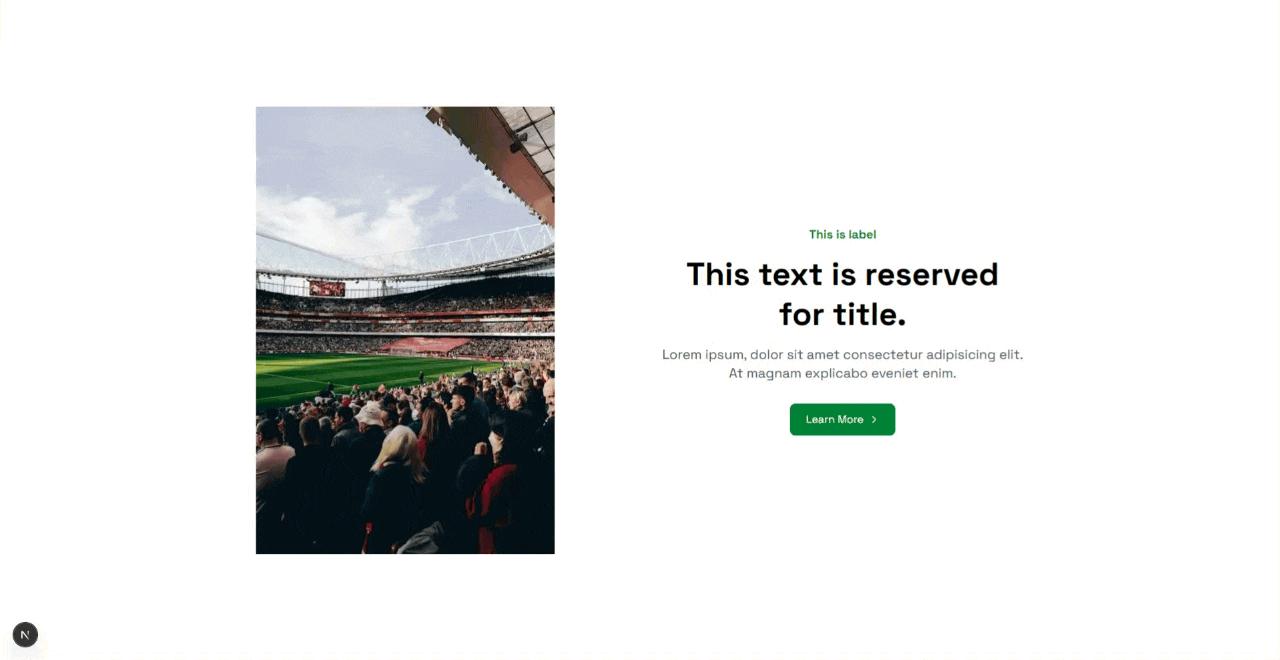 This is label
This text is reserved
for title.
Lorem ipsum, dolor sit amet consectetur adipisicing elit.
At magnam explicabo eveniet enim.
Learn More
N